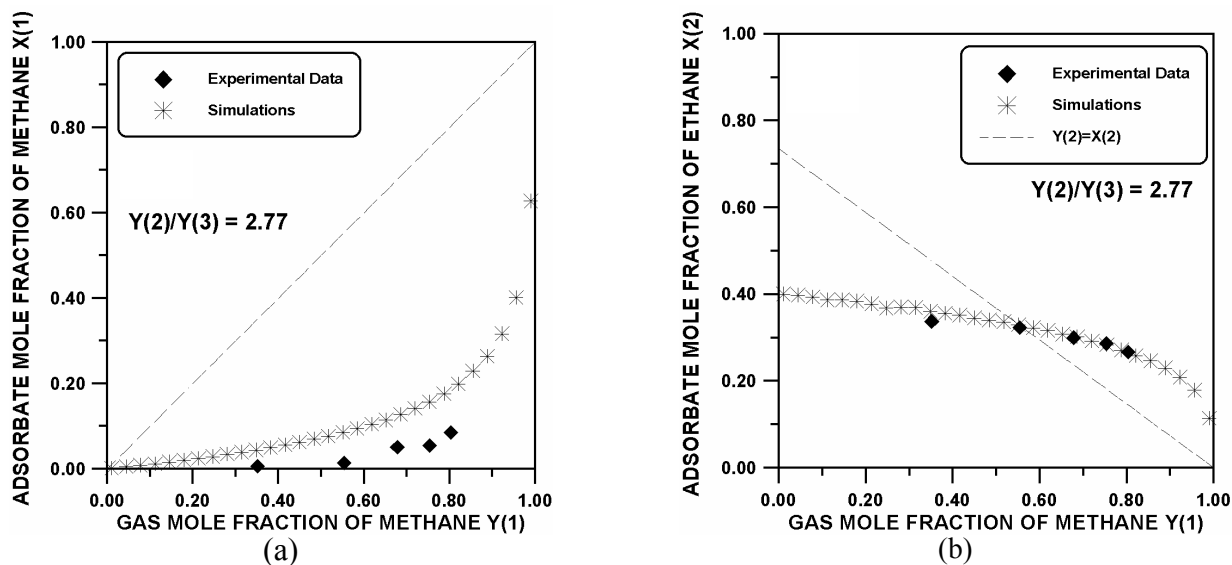 ADSORBATE MOLE FRACTION OF METHANE X(1)
1.00
0.80
0.60
0.40
0.20
0.00
Experimental Data
Simulations
Y(2)/Y(3) = 2.77
0.00 0.20 0.40 0.60 0.80 1.00
GAS MOLE FRACTION OF METHANE Y(1)
(a)
ADSORBATE MOLE FRACTION OF ETHANE X(2)
1.00
0.80
0.60
0.40
0.20
0.00
Experimental Data
Simulations
Y(2)=X(2)
Y(2)/Y(3) = 2.77
0.00 0.20 0.40 0.60 0.80 1.00
GAS MOLE FRACTION OF METHANE Y(1)
(b)